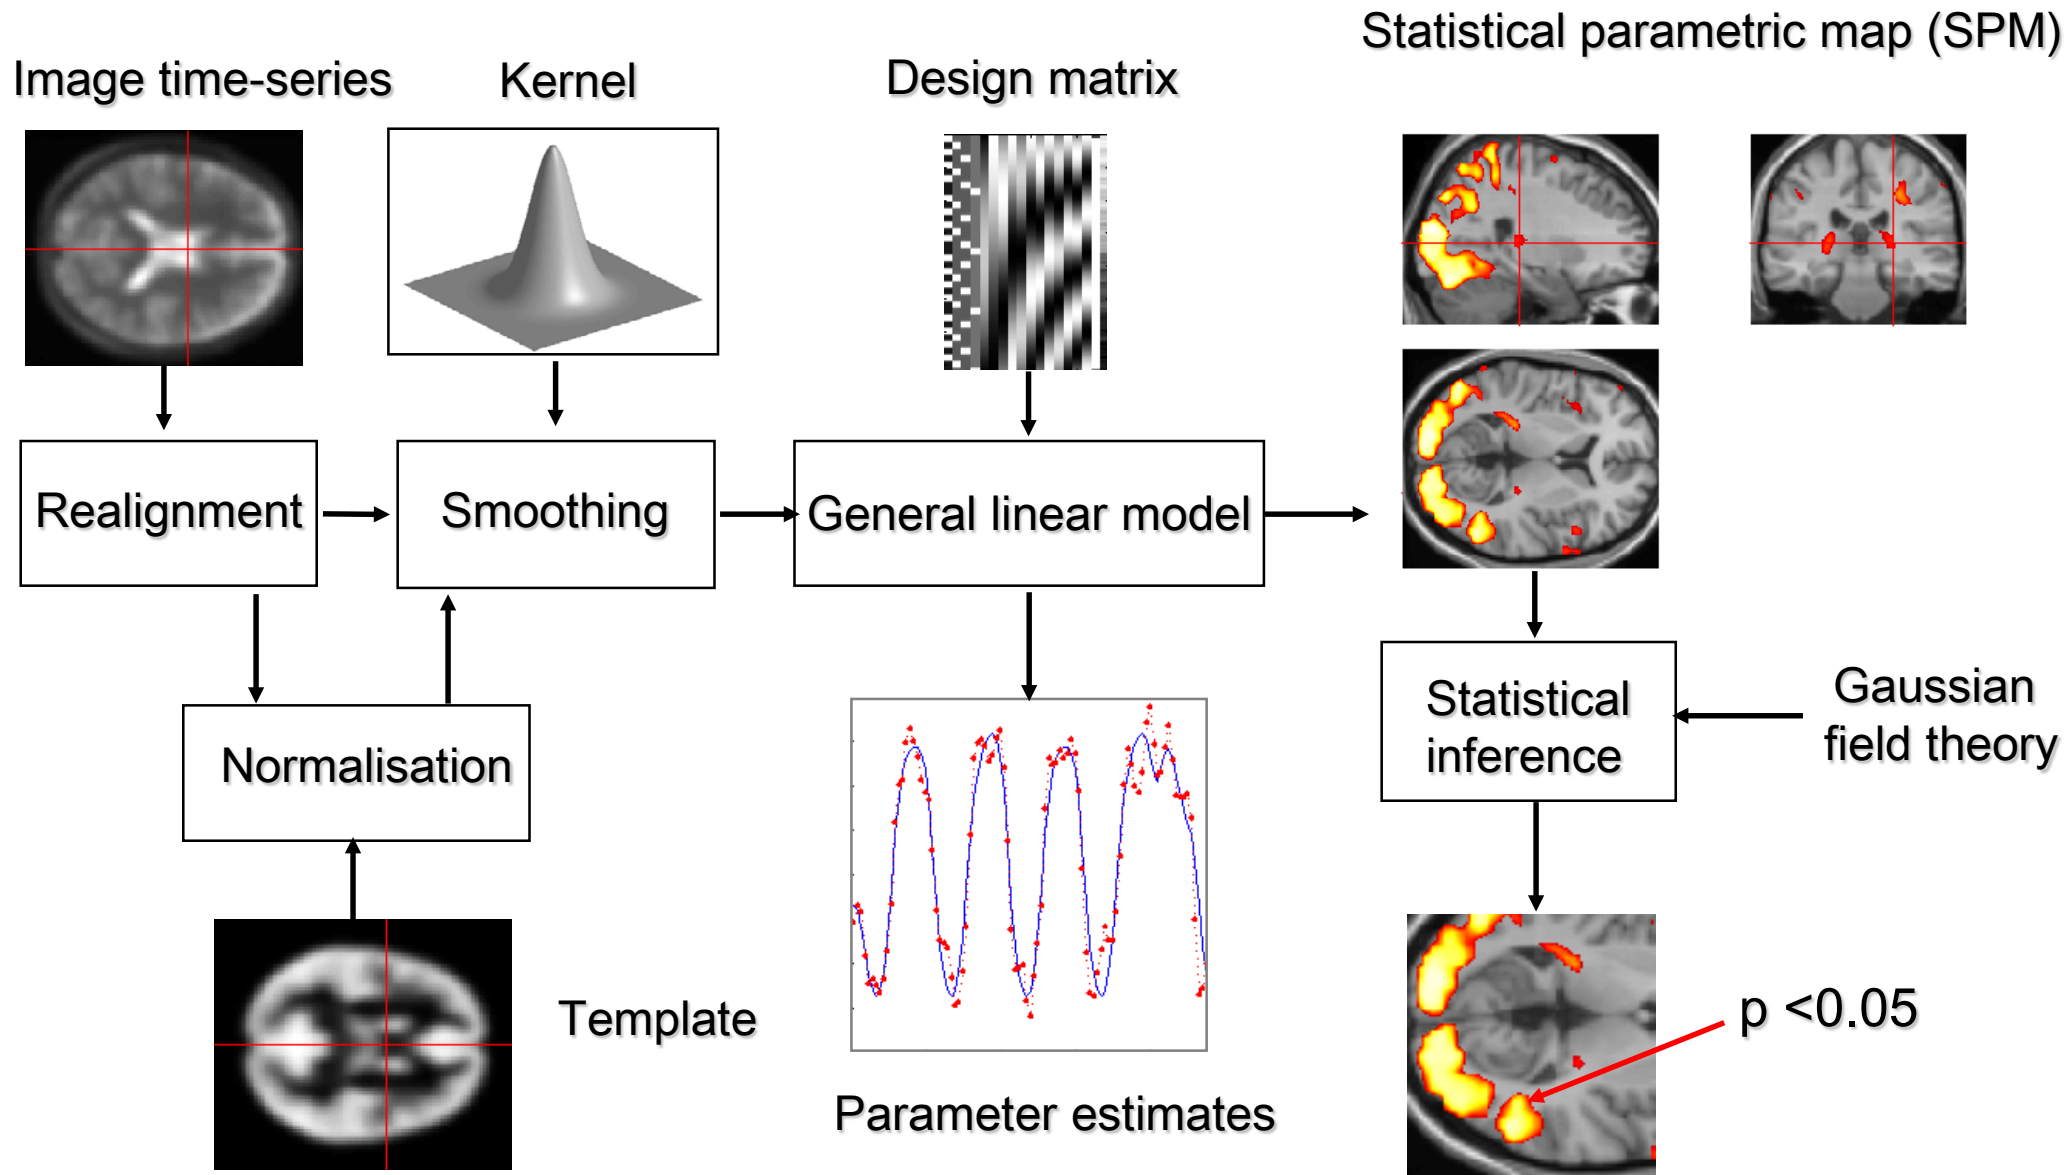 Statistical parametric map (SPM)
Image time-series
Kernel
Design matrix
Realignment
Smoothing
General linear model
Normalisation
Statistical
inference
Gaussian
field theory
Template
p <0.05
Parameter estimates